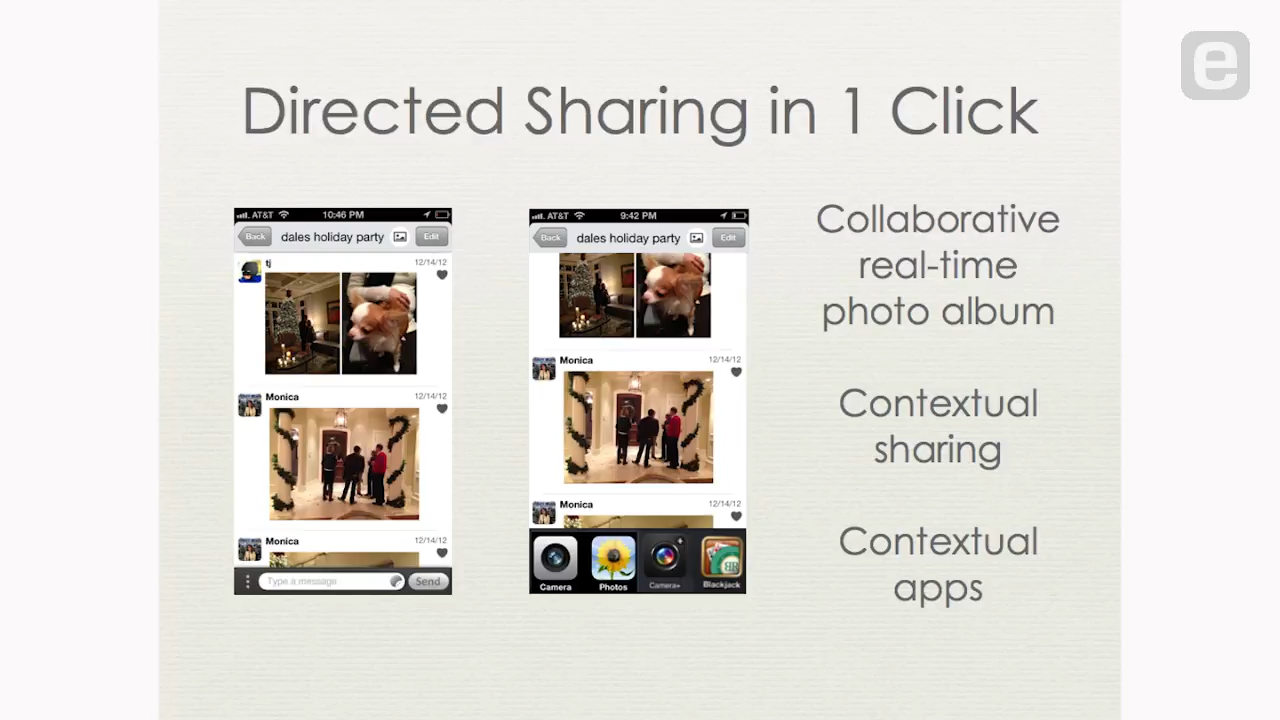 e
Directed Sharing in 1 Click
AT&T 10:46 PM
Back dales holiday party Edit
tj 12/14/12
Monica 12/14/12
Monica 12/14/12
Type a message Send
AT&T 9:42 PM
Back dales holiday party Edit
Monica 12/14/12
Monica 12/14/12
Camera Photos Camera+ Blackjack
Collaborative
real-time
photo album
Contextual
sharing
Contextual
apps